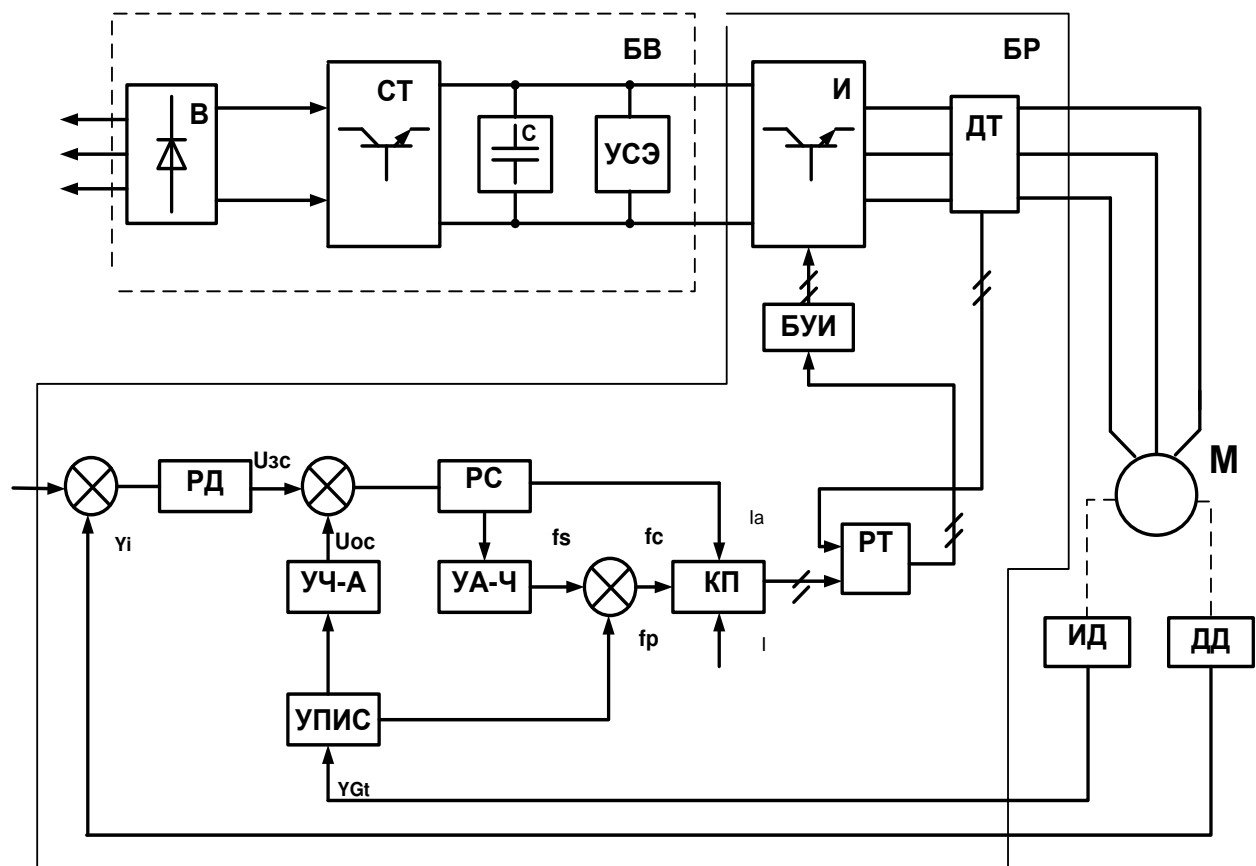 БВ
БР
В
СТ
С
УСЭ
И
ДТ
БУИ
М
РД
Uзс
РС
Ia
Yi
Uос
fs
fc
РТ
УЧ-А
УА-Ч
КП
fp
I
ИД
ДД
УПИС
YGt